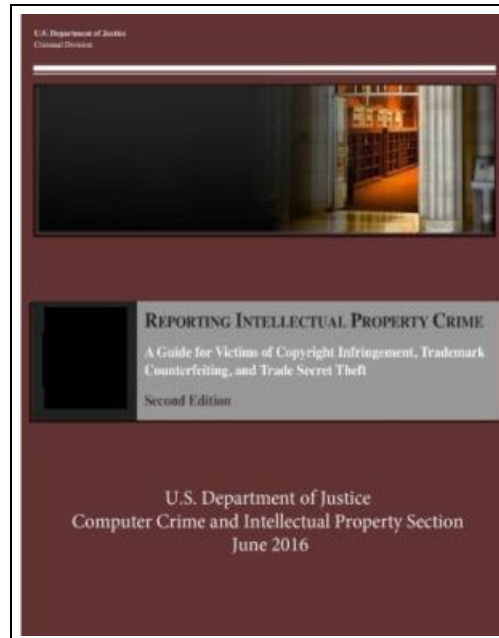 U.S. Department of Justice
Criminal Division
REPORTING INTELLECTUAL PROPERTY CRIME
A Guide for Victims of Copyright Infringement, Trademark
Counterfeiting, and Trade Secret Theft
Second Edition
U.S. Department of Justice
Computer Crime and Intellectual Property Section
June 2016